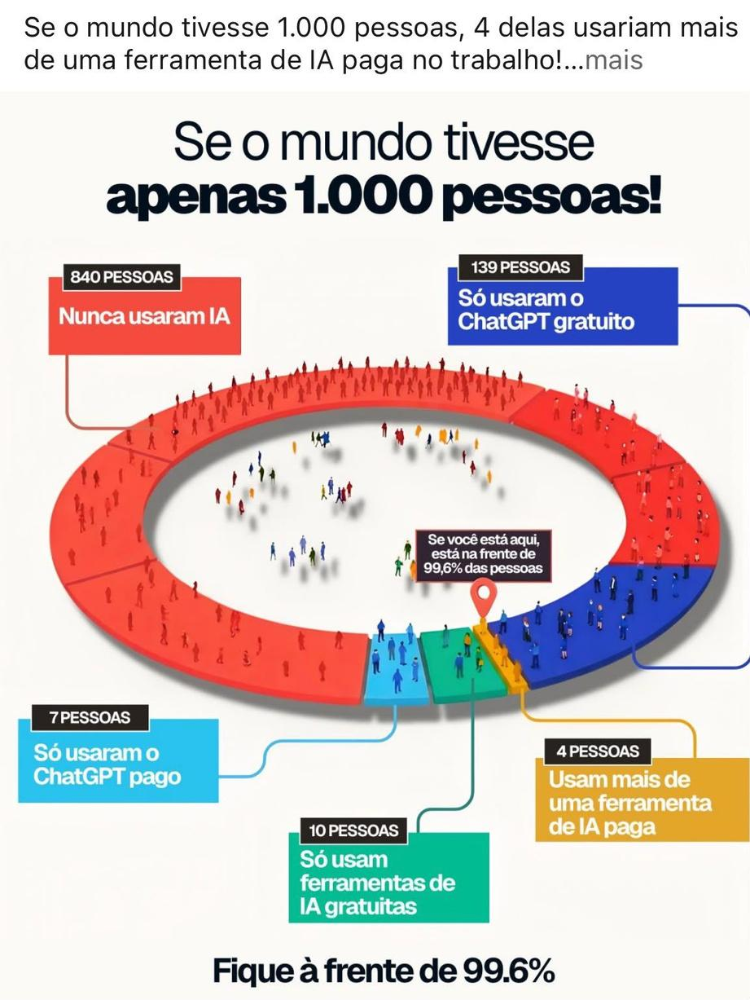 Se o mundo tivesse 1.000 pessoas, 4 delas usariam mais
de uma ferramenta de IA paga no trabalho!...mais
Se o mundo tivesse
apenas 1.000 pessoas!
840 PESSOAS
Nunca usaram IA
139 PESSOAS
Só usaram o
ChatGPT gratuito
Se você está aqui,
está na frente de
99,6% das pessoas
7 PESSOAS
Só usaram o
ChatGPT pago
4 PESSOAS
Usam mais de
uma ferramenta
de IA paga
10 PESSOAS
Só usam
ferramentas de
IA gratuitas
Fique à frente de 99.6%